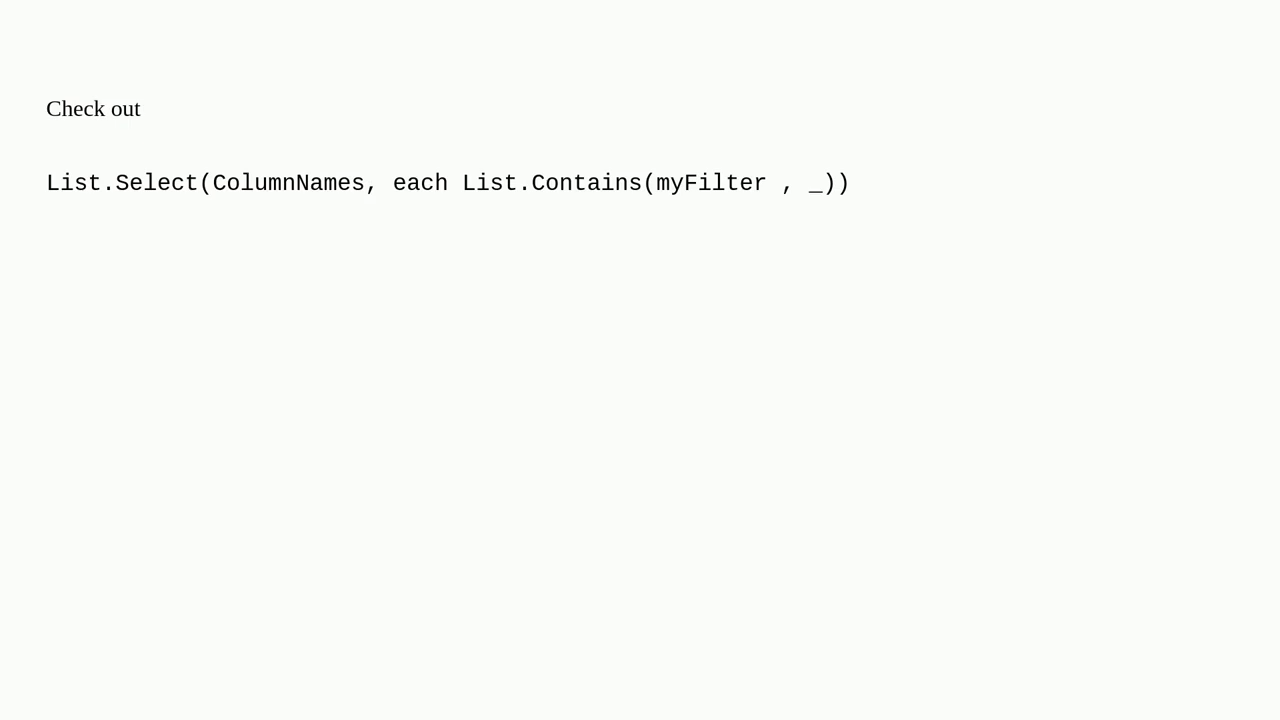 Check out
List.Select(ColumnNames, each List.Contains(myFilter , _))